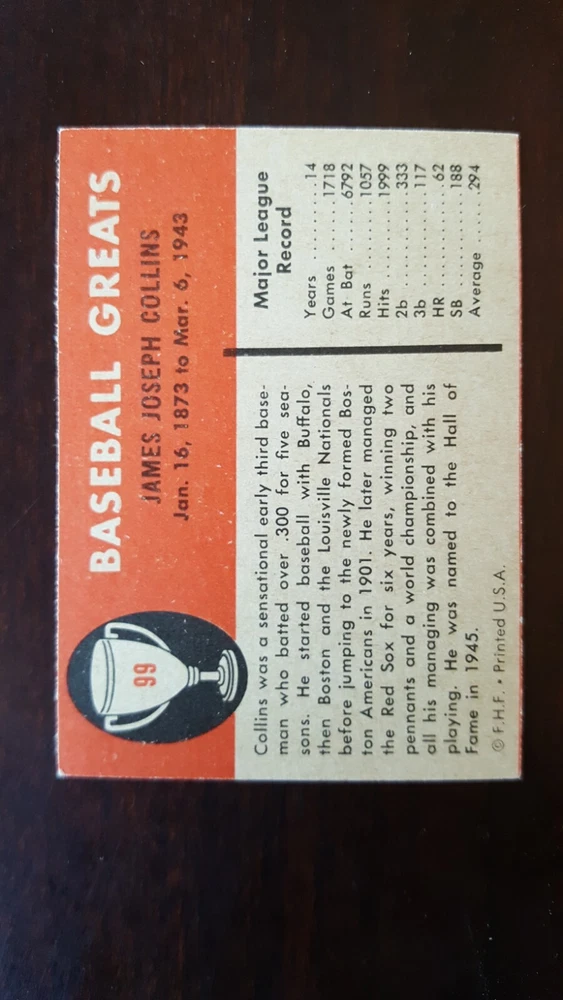 99
BASEBALL GREATS
JAMES JOSEPH COLLINS
Jan. 16, 1873 to Mar. 6, 1943
Collins was a sensational early third base-
man who batted over .300 for five sea-
sons. He started baseball with Buffalo,
then Boston and the Louisville Nationals
before jumping to the newly formed Bos-
ton Americans in 1901. He later managed
the Red Sox for six years, winning two
pennants and a world championship, and
all his managing was combined with his
playing. He was named to the Hall of
Fame in 1945.
© F.H.F. • Printed U.S.A.
Major League
Record
Years ..........14
Games ......1718
At Bat ......6792
Runs ........1057
Hits ..........1999
2b ............333
3b ............117
HR ..............62
SB ............188
Average ......294